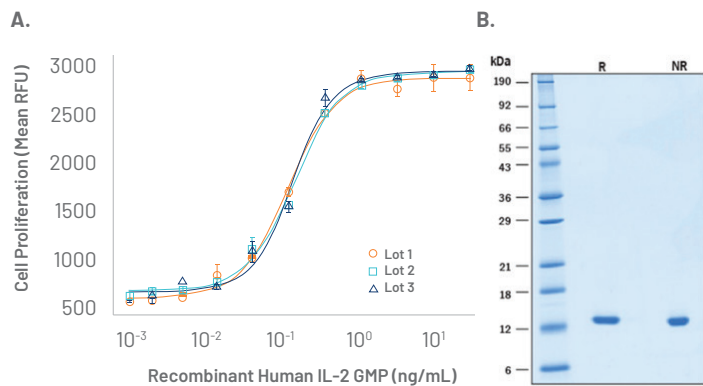 A.
Cell Proliferation (Mean RFU)
3000
2500
2000
1500
1000
500
10⁻³ 10⁻² 10⁻¹ 10⁰ 10¹
Recombinant Human IL-2 GMP (ng/mL)
Lot 1
Lot 2
Lot 3
B.
kDa R NR
190
92
66
55
43
36
29
21
18
12
6